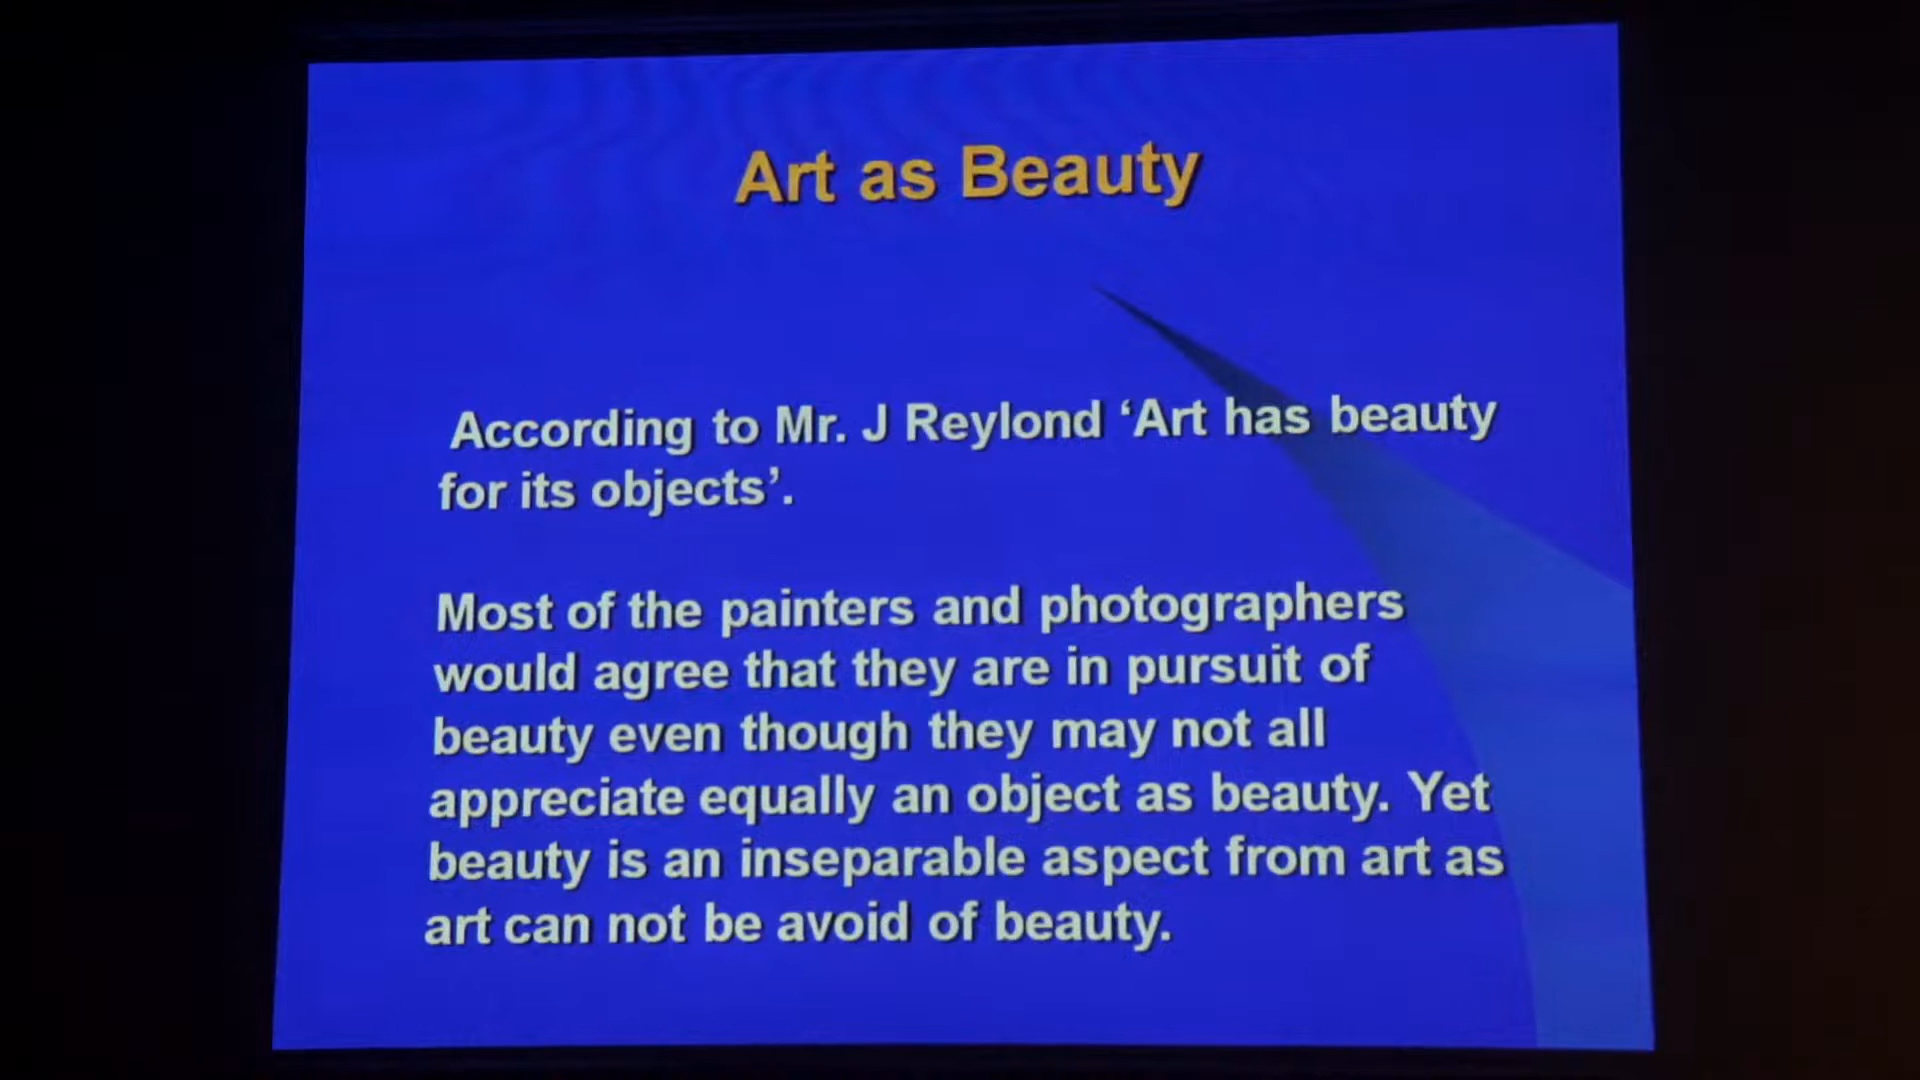 Art as Beauty
According to Mr. J Reylond ‘Art has beauty
for its objects’.
Most of the painters and photographers
would agree that they are in pursuit of
beauty even though they may not all
appreciate equally an object as beauty. Yet
beauty is an inseparable aspect from art as
art can not be avoid of beauty.